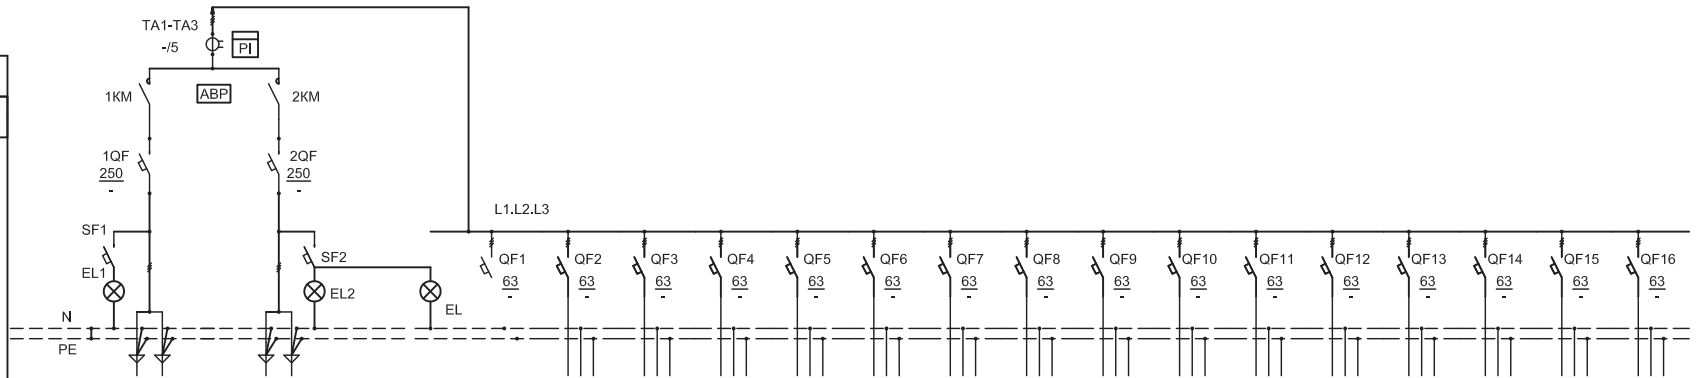 TA1-TA3
-/5
PI
1КМ
АВР
2КМ
1QF
250
-
2QF
250
-
L1.L2.L3
SF1
SF2
EL1
EL2
EL
QF1
63
-
QF2
63
-
QF3
63
-
QF4
63
-
QF5
63
-
QF6
63
-
QF7
63
-
QF8
63
-
QF9
63
-
QF10
63
-
QF11
63
-
QF12
63
-
QF13
63
-
QF14
63
-
QF15
63
-
QF16
63
-
N
PE